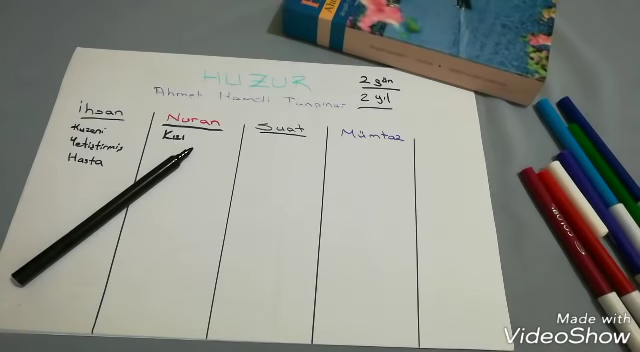 HUZUR
Ahmet Hamdi Tanpınar
2 gün
2 yıl
İhsan
Kuzeni
Yetiştirmiş
Hasta
Nuran
Kızı
Suat
Mümtaz
Made with
VideoShow